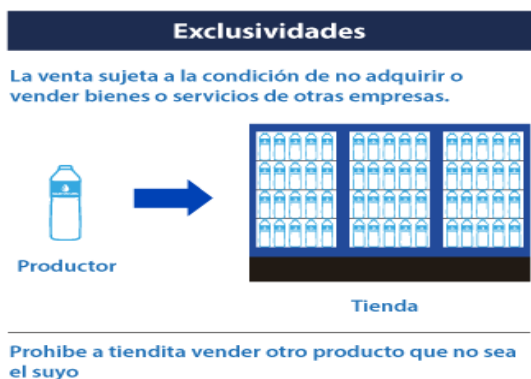 Exclusividades
La venta sujeta a la condición de no adquirir o
vender bienes o servicios de otras empresas.
Productor
Tienda
Prohibe a tiendita vender otro producto que no sea
el suyo